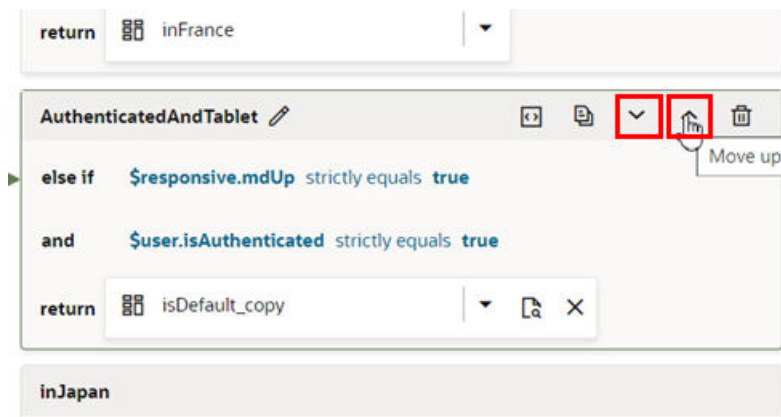 return inFrance
AuthenticatedAndTablet
Move up
else if $responsive.mdUp strictly equals true
and $user.isAuthenticated strictly equals true
return isDefault_copy
inJapan